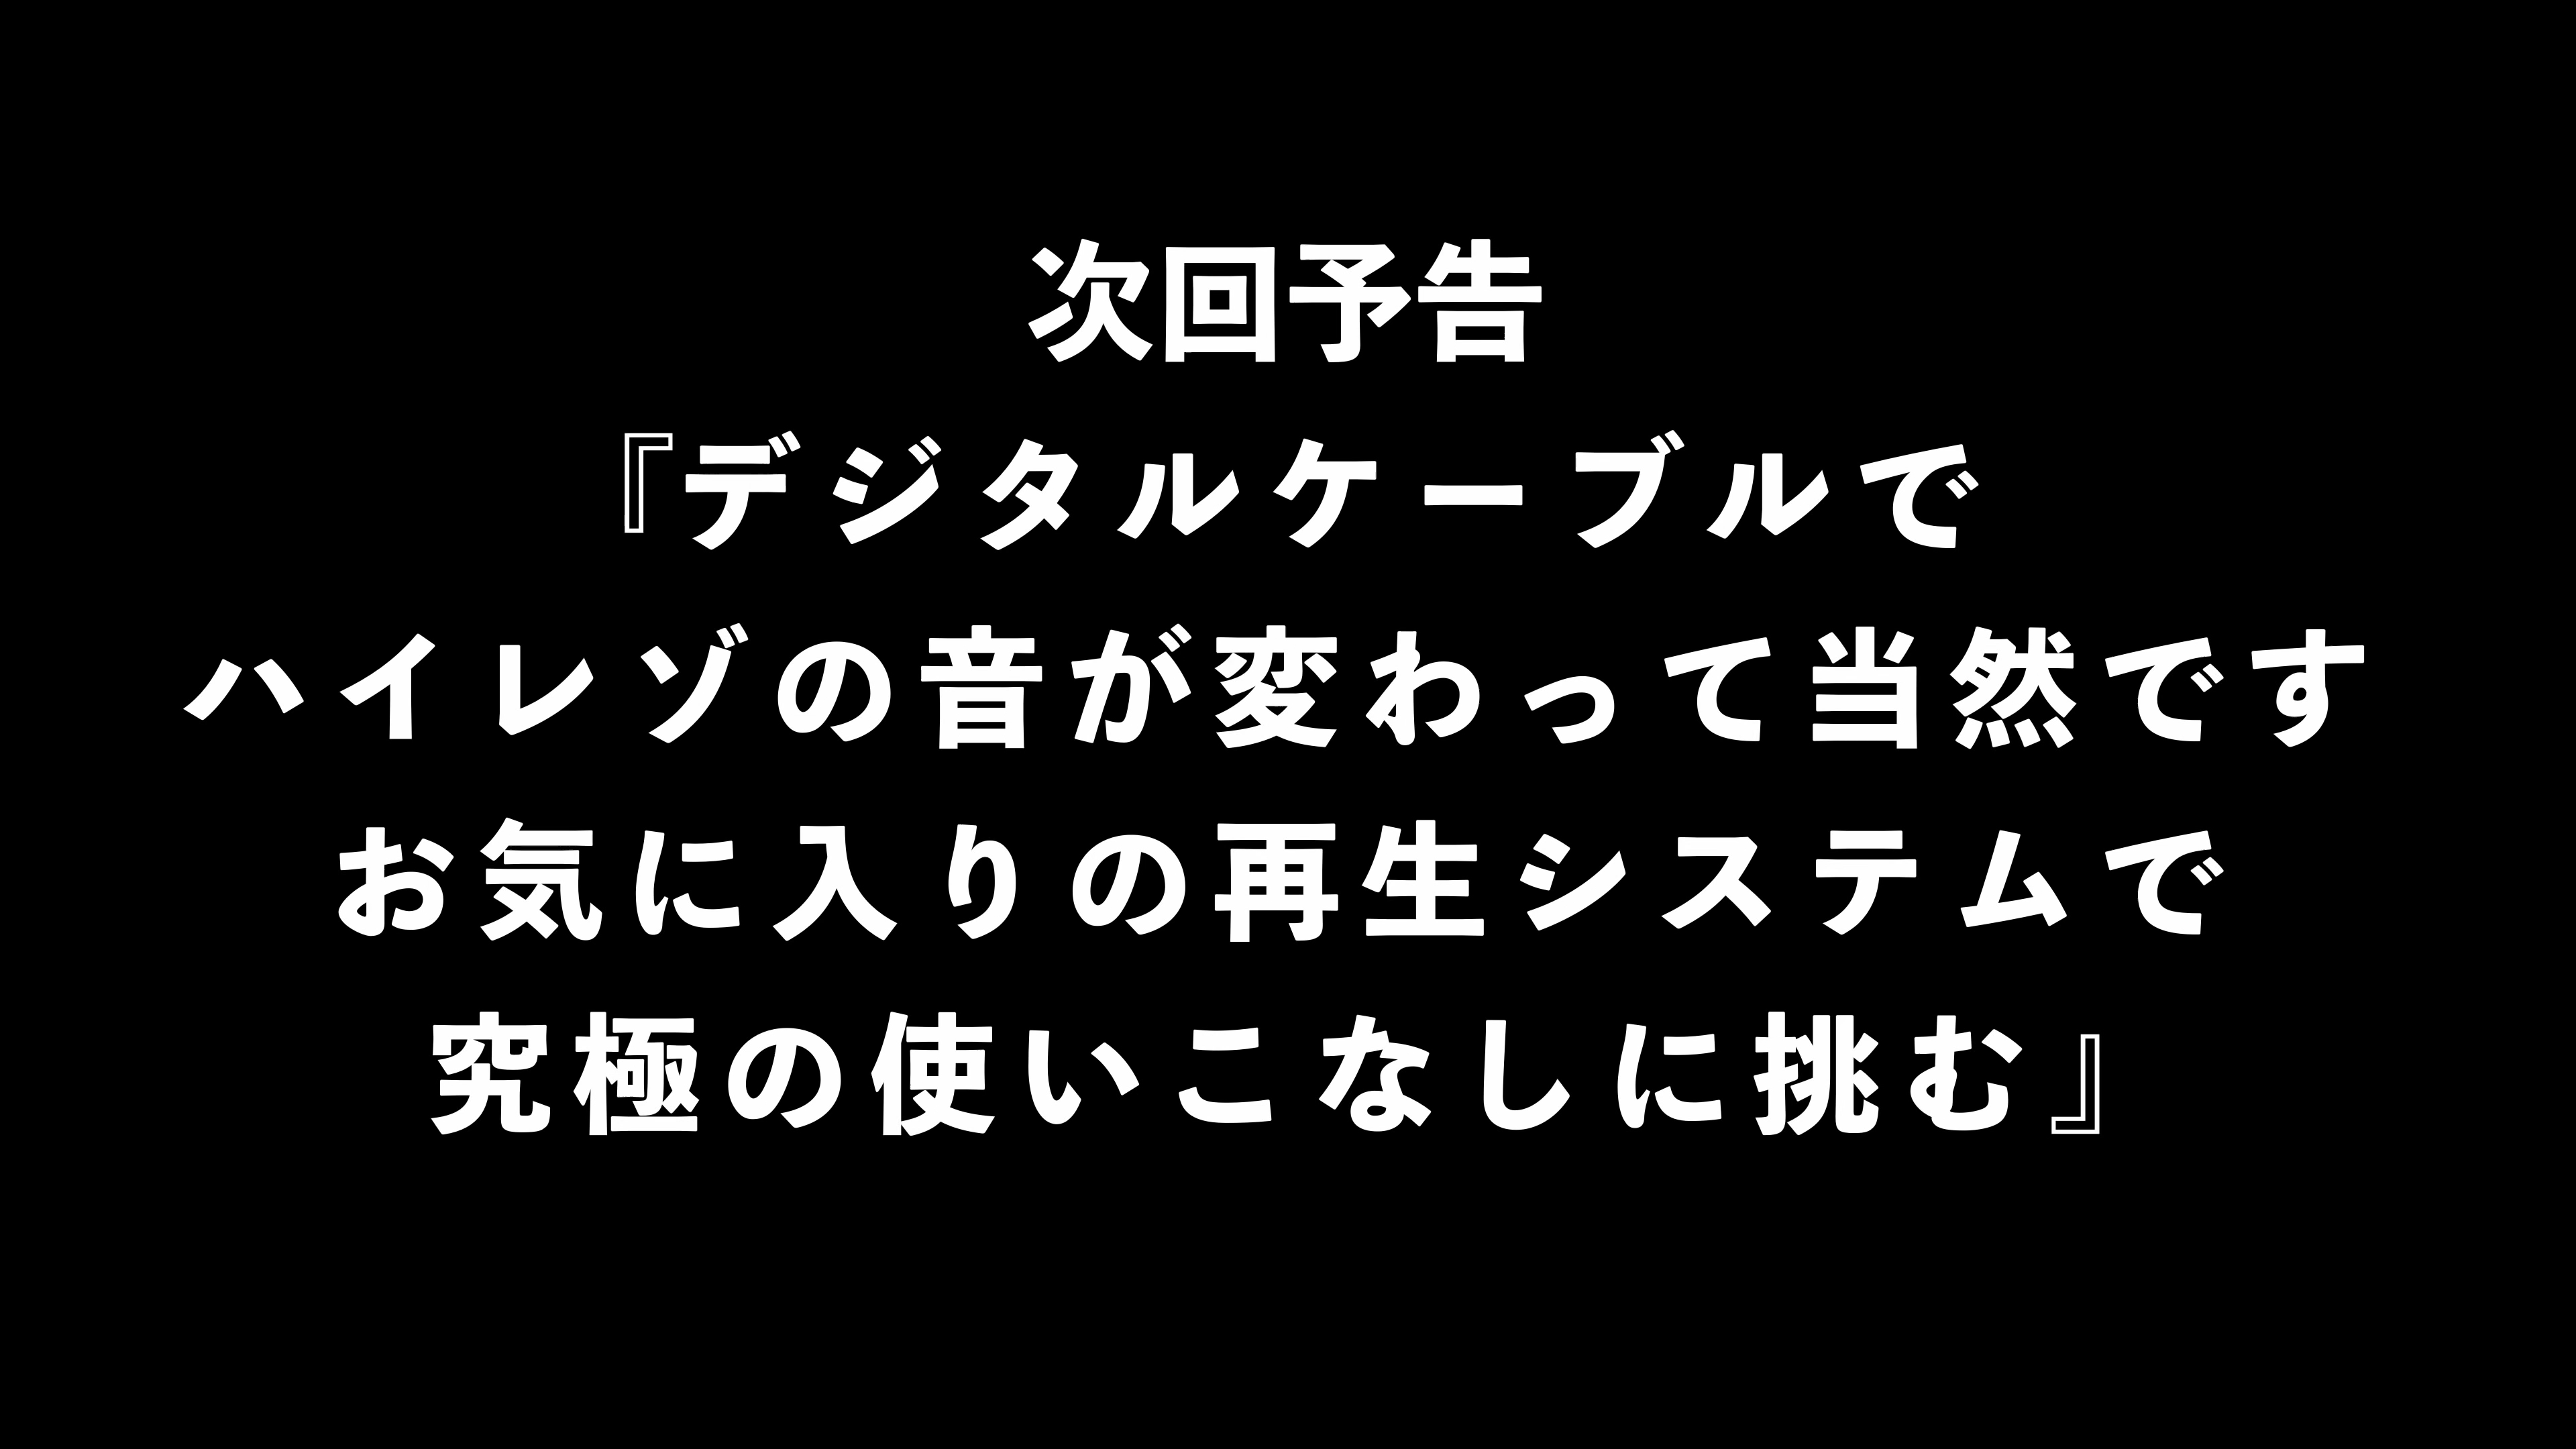 次回予告
『デジタルケーブルで
ハイレゾの音が変わって当然です
お気に入りの再生システムで
究極の使いこなしに挑む』